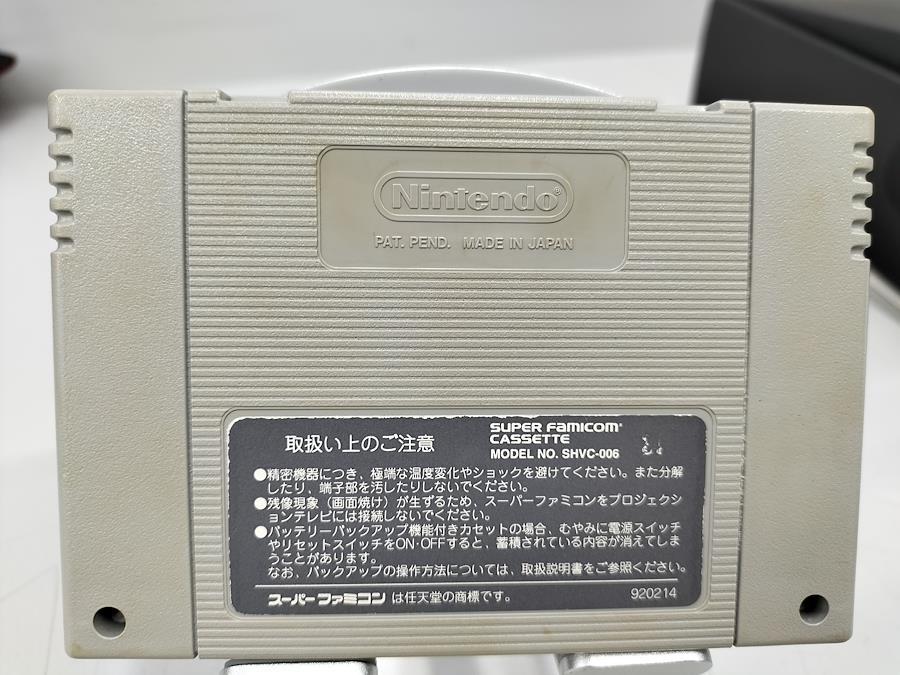 Nintendo®
PAT. PEND. MADE IN JAPAN
取扱い上のご注意
SUPER FAMICOM®
CASSETTE
MODEL NO. SHVC-006
●精密機器につき、極端な温度変化やショックを避けてください。また分解
したり、端子部を汚したりしないでください。
●残像現象（画面焼け）が生ずるため、スーパーファミコンをプロジェクシ
ョンテレビには接続しないでください。
●バッテリーバックアップ機能付きカセットの場合、むやみに電源スイッチ
やリセットスイッチをON・OFFすると、蓄積されている内容が消えてしま
うことがあります。
なお、バックアップの操作方法については、取扱説明書をご参照ください。
スーパーファミコン は任天堂の商標です。
920214